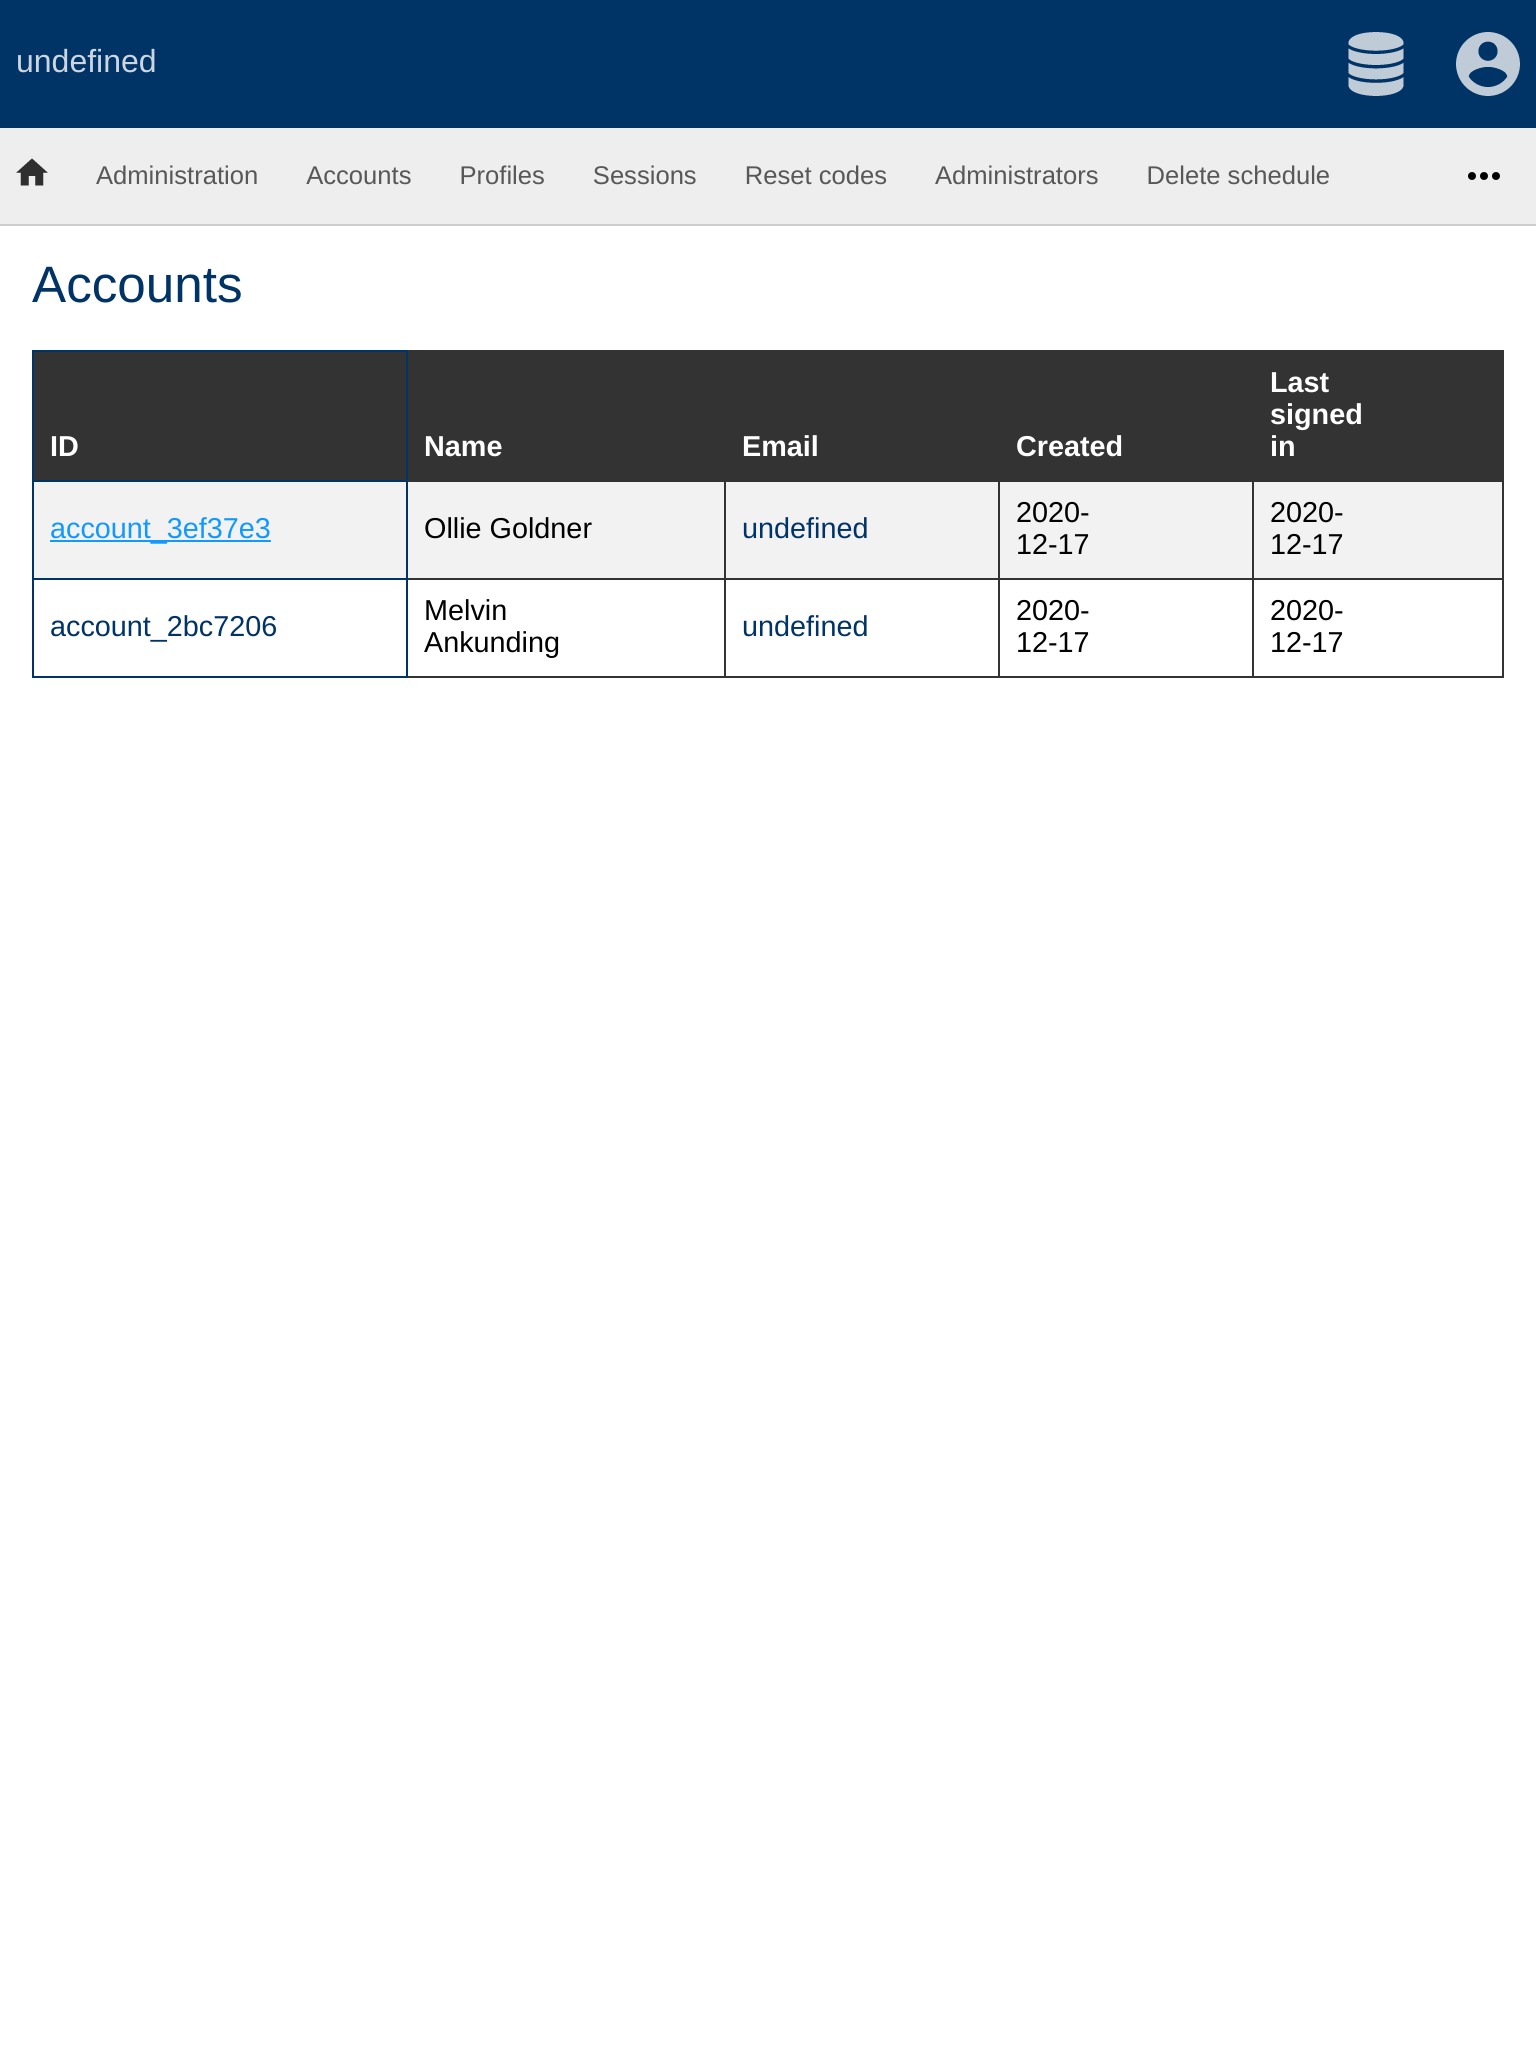 undefined
Administration Accounts Profiles Sessions Reset codes Administrators Delete schedule
Accounts
ID Name Email Created Last signed in
account_3ef37e3 Ollie Goldner undefined 2020-12-17 2020-12-17
account_2bc7206 Melvin Ankunding undefined 2020-12-17 2020-12-17